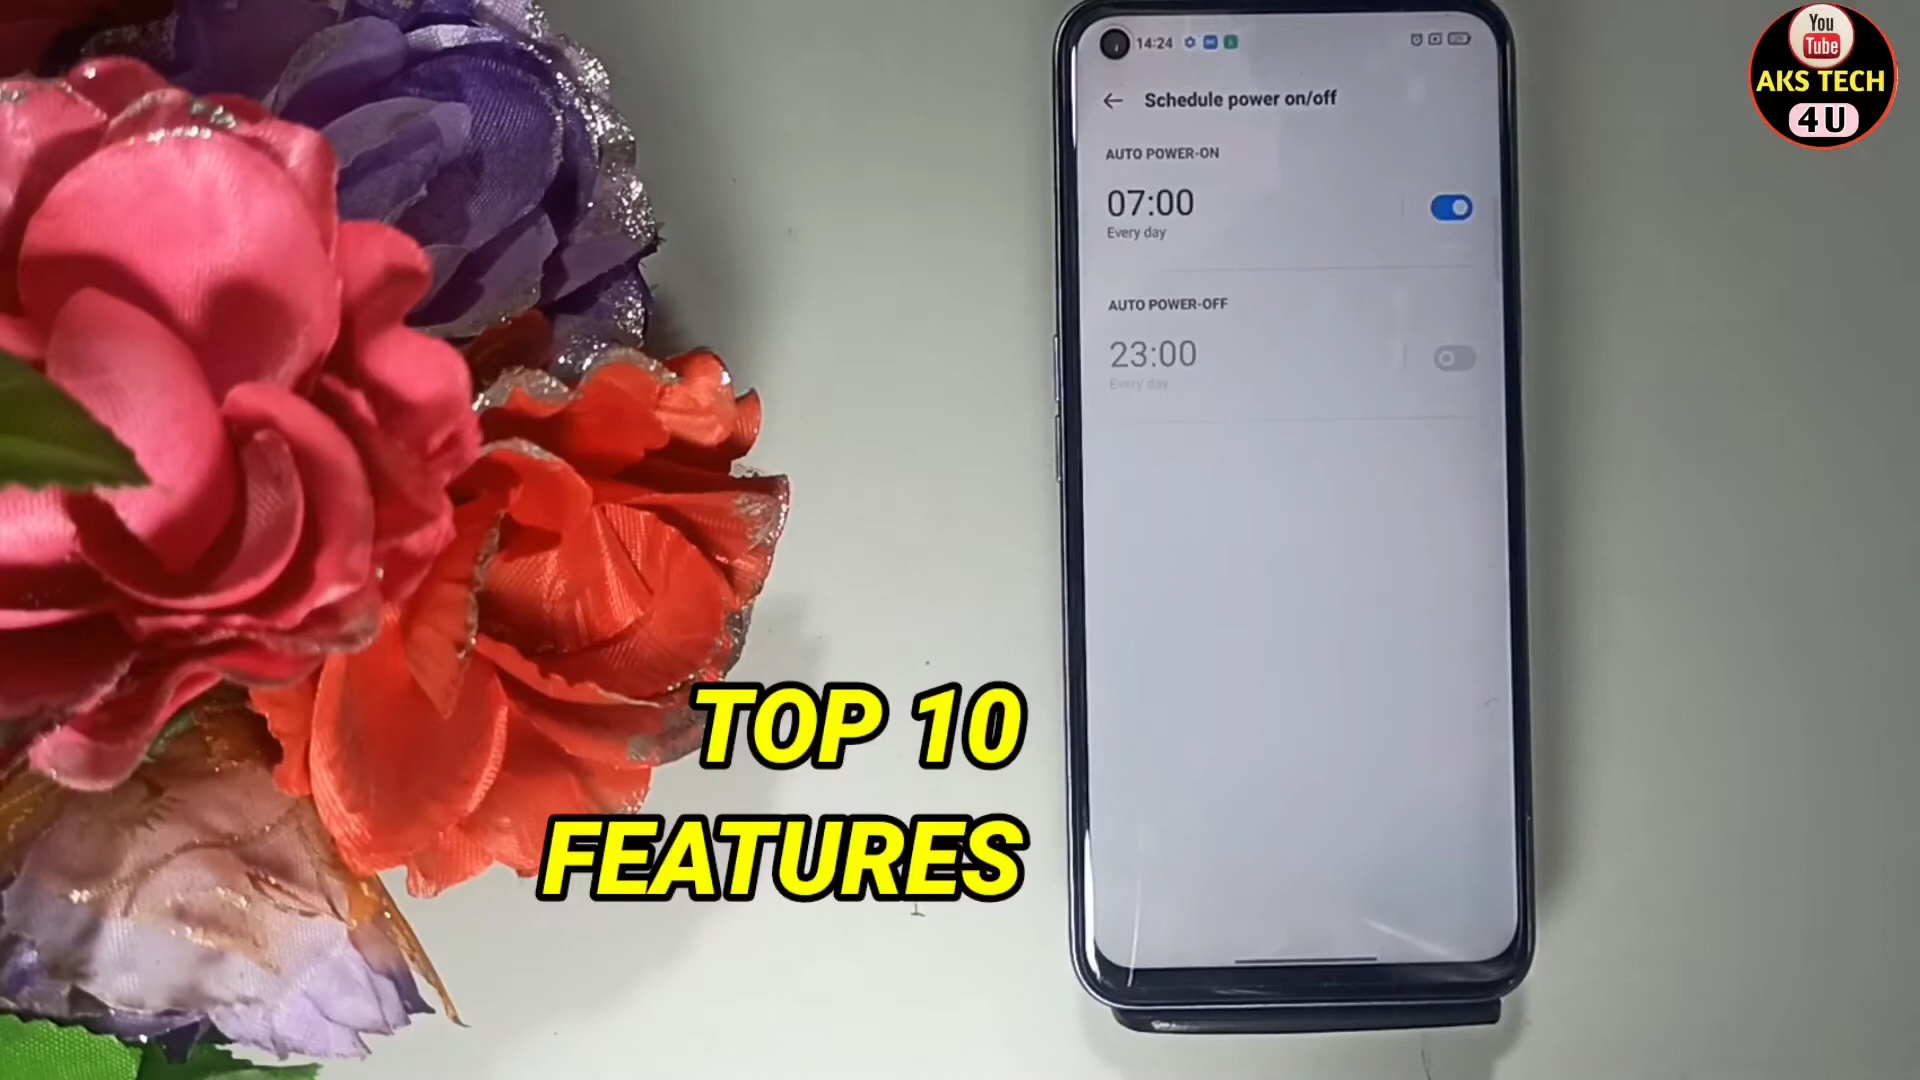 You
Tube
AKS TECH
4 U
14:24
Schedule power on/off
AUTO POWER-ON
07:00
Every day
AUTO POWER-OFF
23:00
Every day
TOP 10
FEATURES